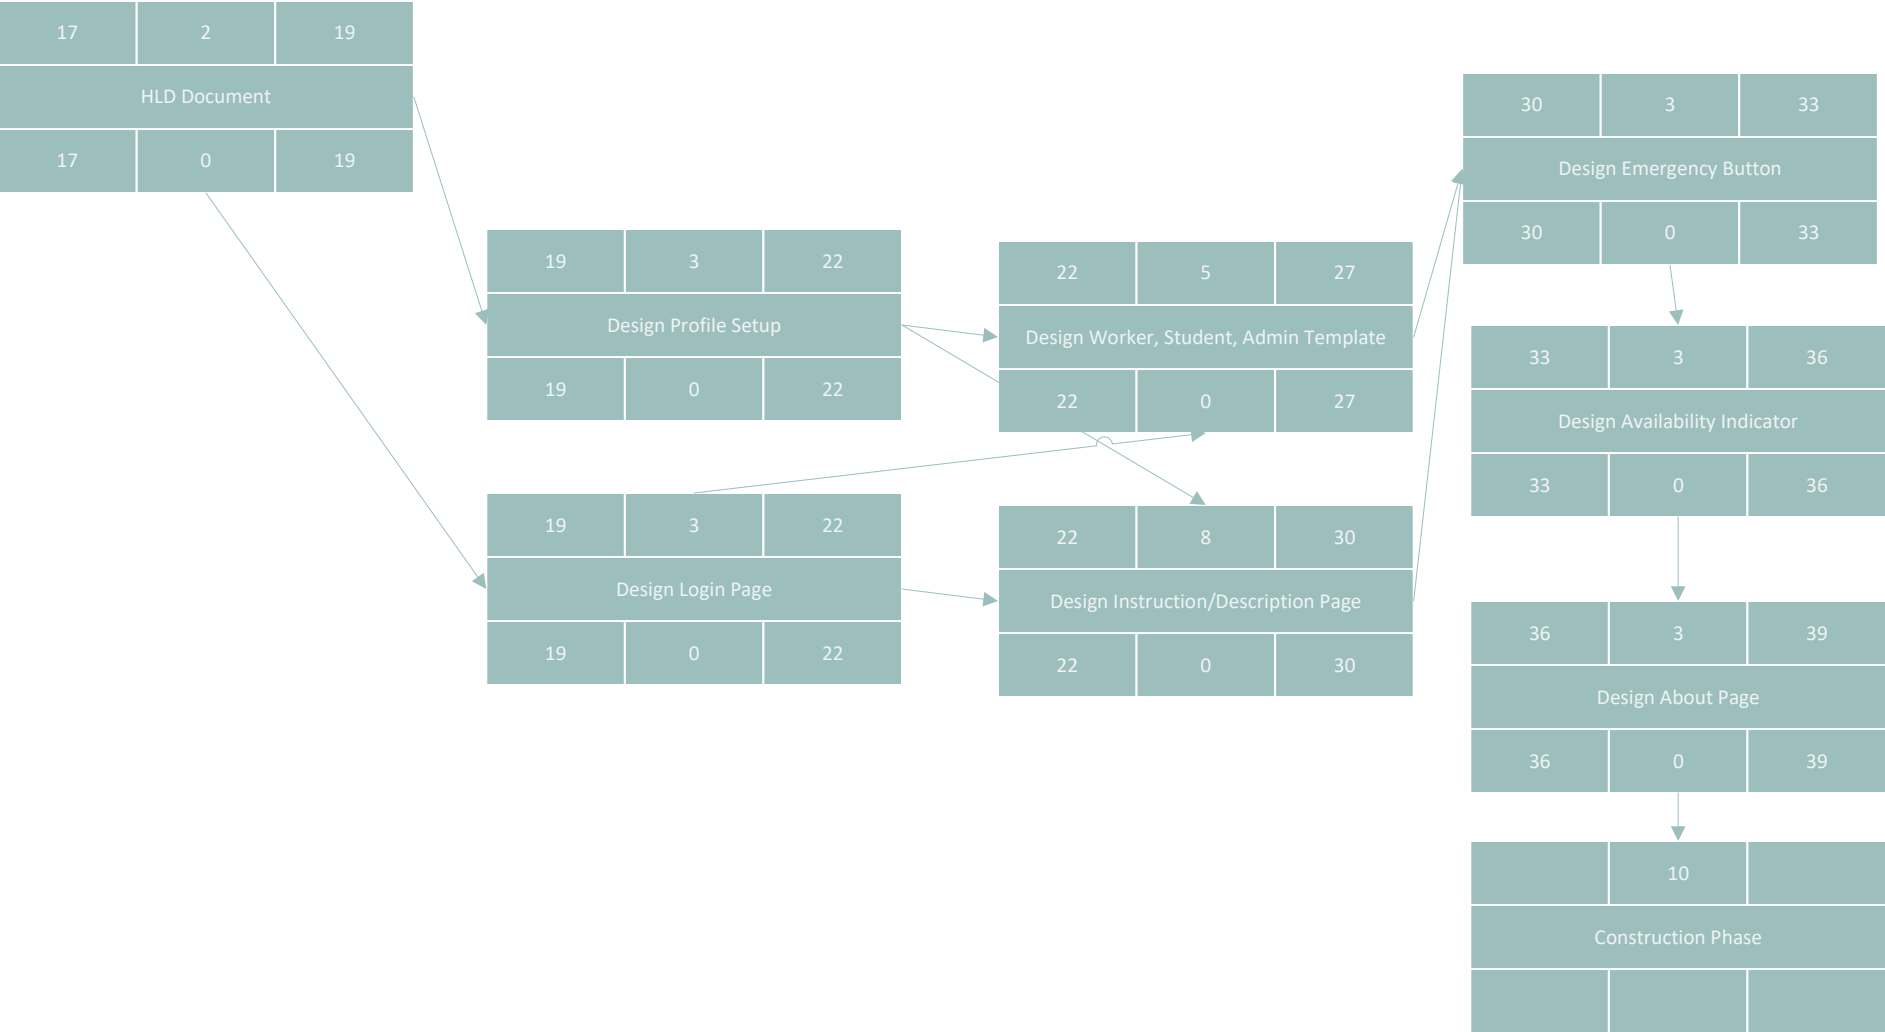 17 2 19
HLD Document
17 0 19
19 3 22
Design Profile Setup
19 0 22
19 3 22
Design Login Page
19 0 22
22 5 27
Design Worker, Student, Admin Template
22 0 27
22 8 30
Design Instruction/Description Page
22 0 30
30 3 33
Design Emergency Button
30 0 33
33 3 36
Design Availability Indicator
33 0 36
36 3 39
Design About Page
36 0 39
10
Construction Phase